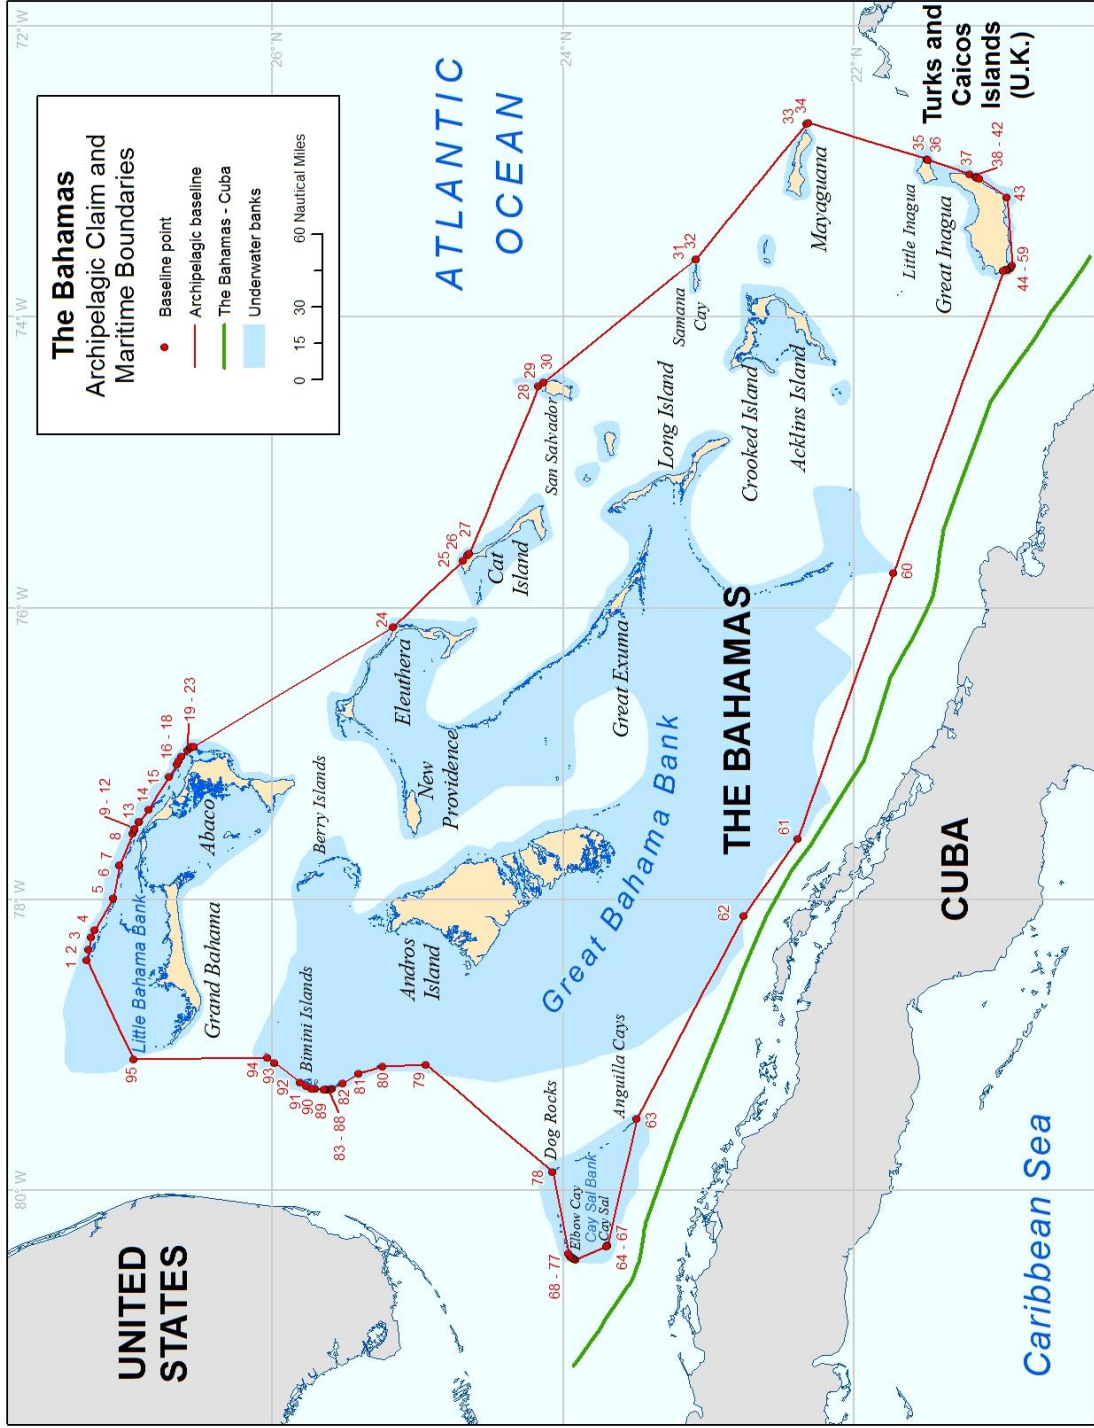 The Bahamas
Archipelagic Claim and
Maritime Boundaries
Baseline point
Archipelagic baseline
The Bahamas - Cuba
Underwater banks
0 15 30 60 Nautical Miles
80° W
78° W
76° W
74° W
72° W
26° N
24° N
22° N
UNITED
STATES
ATLANTIC
OCEAN
Little Bahama Bank
Grand Bahama
Abaco
Bimini Islands
Berry Islands
Eleuthera
New
Providence
Andros
Island
Cat
Island
San Salvador
Great Bahama Bank
Great Exuma
Long Island
Samana
Cay
Crooked Island
Acklins Island
Mayaguana
Little Inagua
Great Inagua
Turks and
Caicos
Islands
(U.K.)
THE BAHAMAS
Dog Rocks
Elbow Cay
Cay Sal Bank
Cay Sal
Anguilla Cays
CUBA
Caribbean Sea
1 2 3 4
5
6 7
8
9 - 12
13
14
15
16 - 18
19 - 23
24
25
26
27
28 29
30
31
32
33
34
35
36
37
38 - 42
43
44 - 59
60
61
62
63
64 - 67
68 - 77
78
79
80
81
82
83 - 88
89
90
91
92
93
94
95